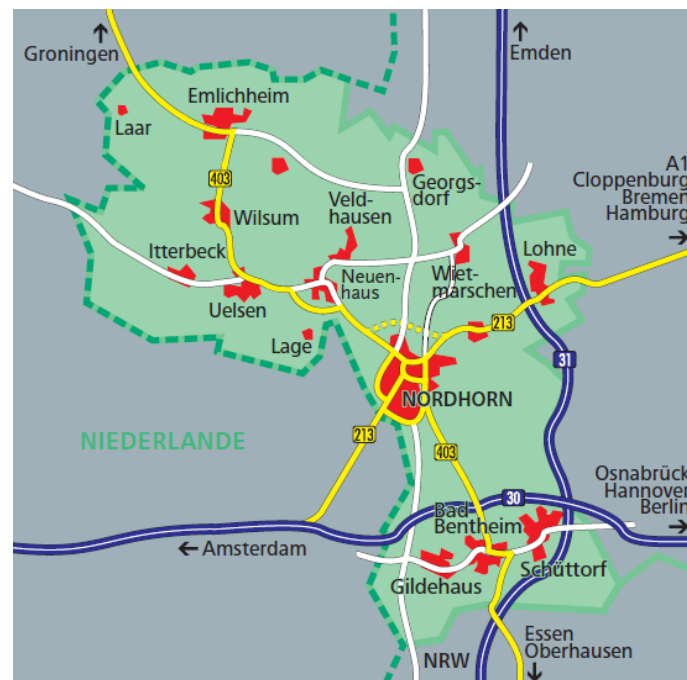 Groningen
Emden
Emlichheim
Laar
A1
Cloppenburg
Bremen
Hamburg
403
Georgs-
dorf
Veld-
hausen
Wilsum
Itterbeck
Lohne
Wiet-
marschen
Neuen-
haus
Uelsen
213
Lage
31
NORDHORN
213
NIEDERLANDE
403
Osnabrück
Hannover
Berlin
30
Bad
Bentheim
Amsterdam
Schüttorf
Gildehaus
Essen
Oberhausen
NRW